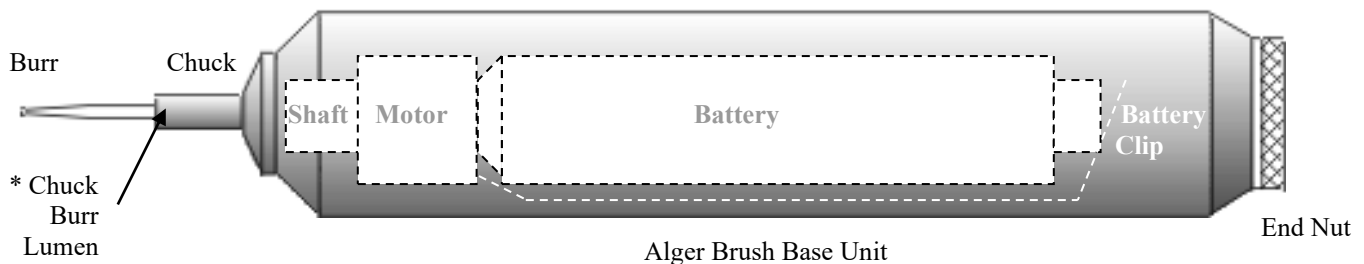 Burr
Chuck
Shaft
Motor
Battery
Battery
Clip
* Chuck
Burr
Lumen
End Nut
Alger Brush Base Unit